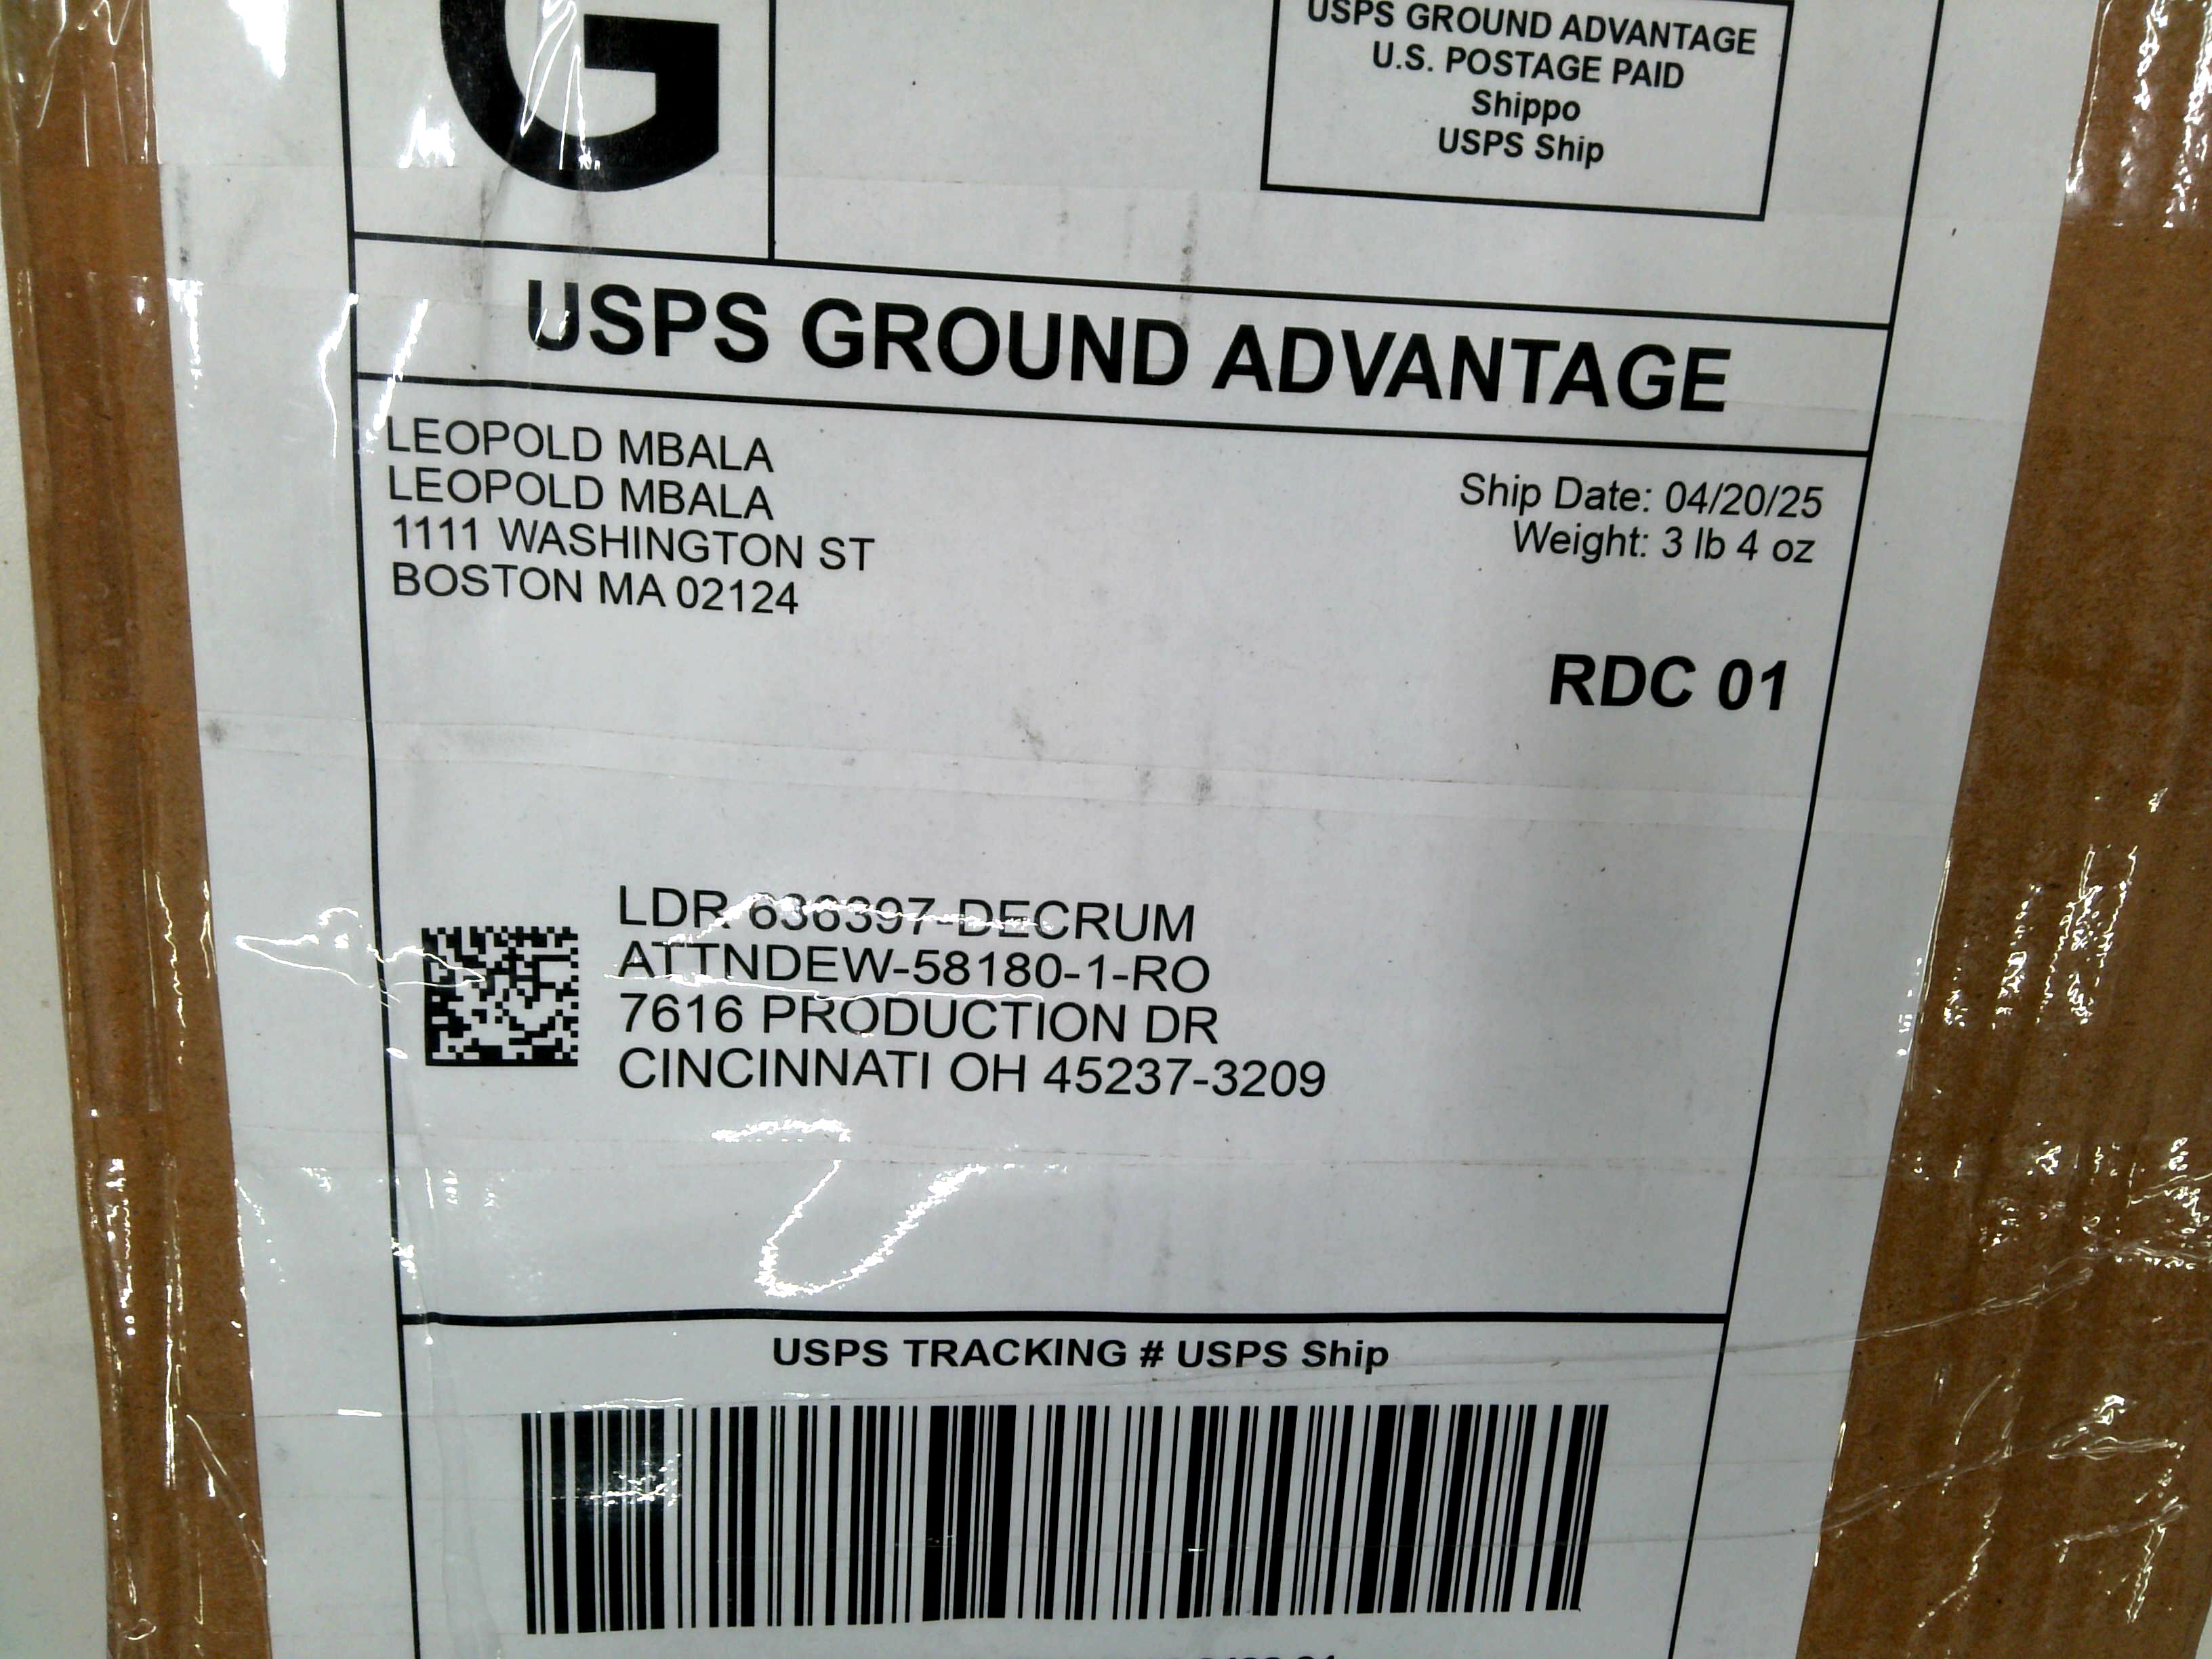 G
USPS GROUND ADVANTAGE
U.S. POSTAGE PAID
Shippo
USPS Ship
USPS GROUND ADVANTAGE
LEOPOLD MBALA
LEOPOLD MBALA
1111 WASHINGTON ST
BOSTON MA 02124
Ship Date: 04/20/25
Weight: 3 lb 4 oz
RDC 01
LDR 636397-DECRUM
ATTNDEW-58180-1-RO
7616 PRODUCTION DR
CINCINNATI OH 45237-3209
USPS TRACKING # USPS Ship